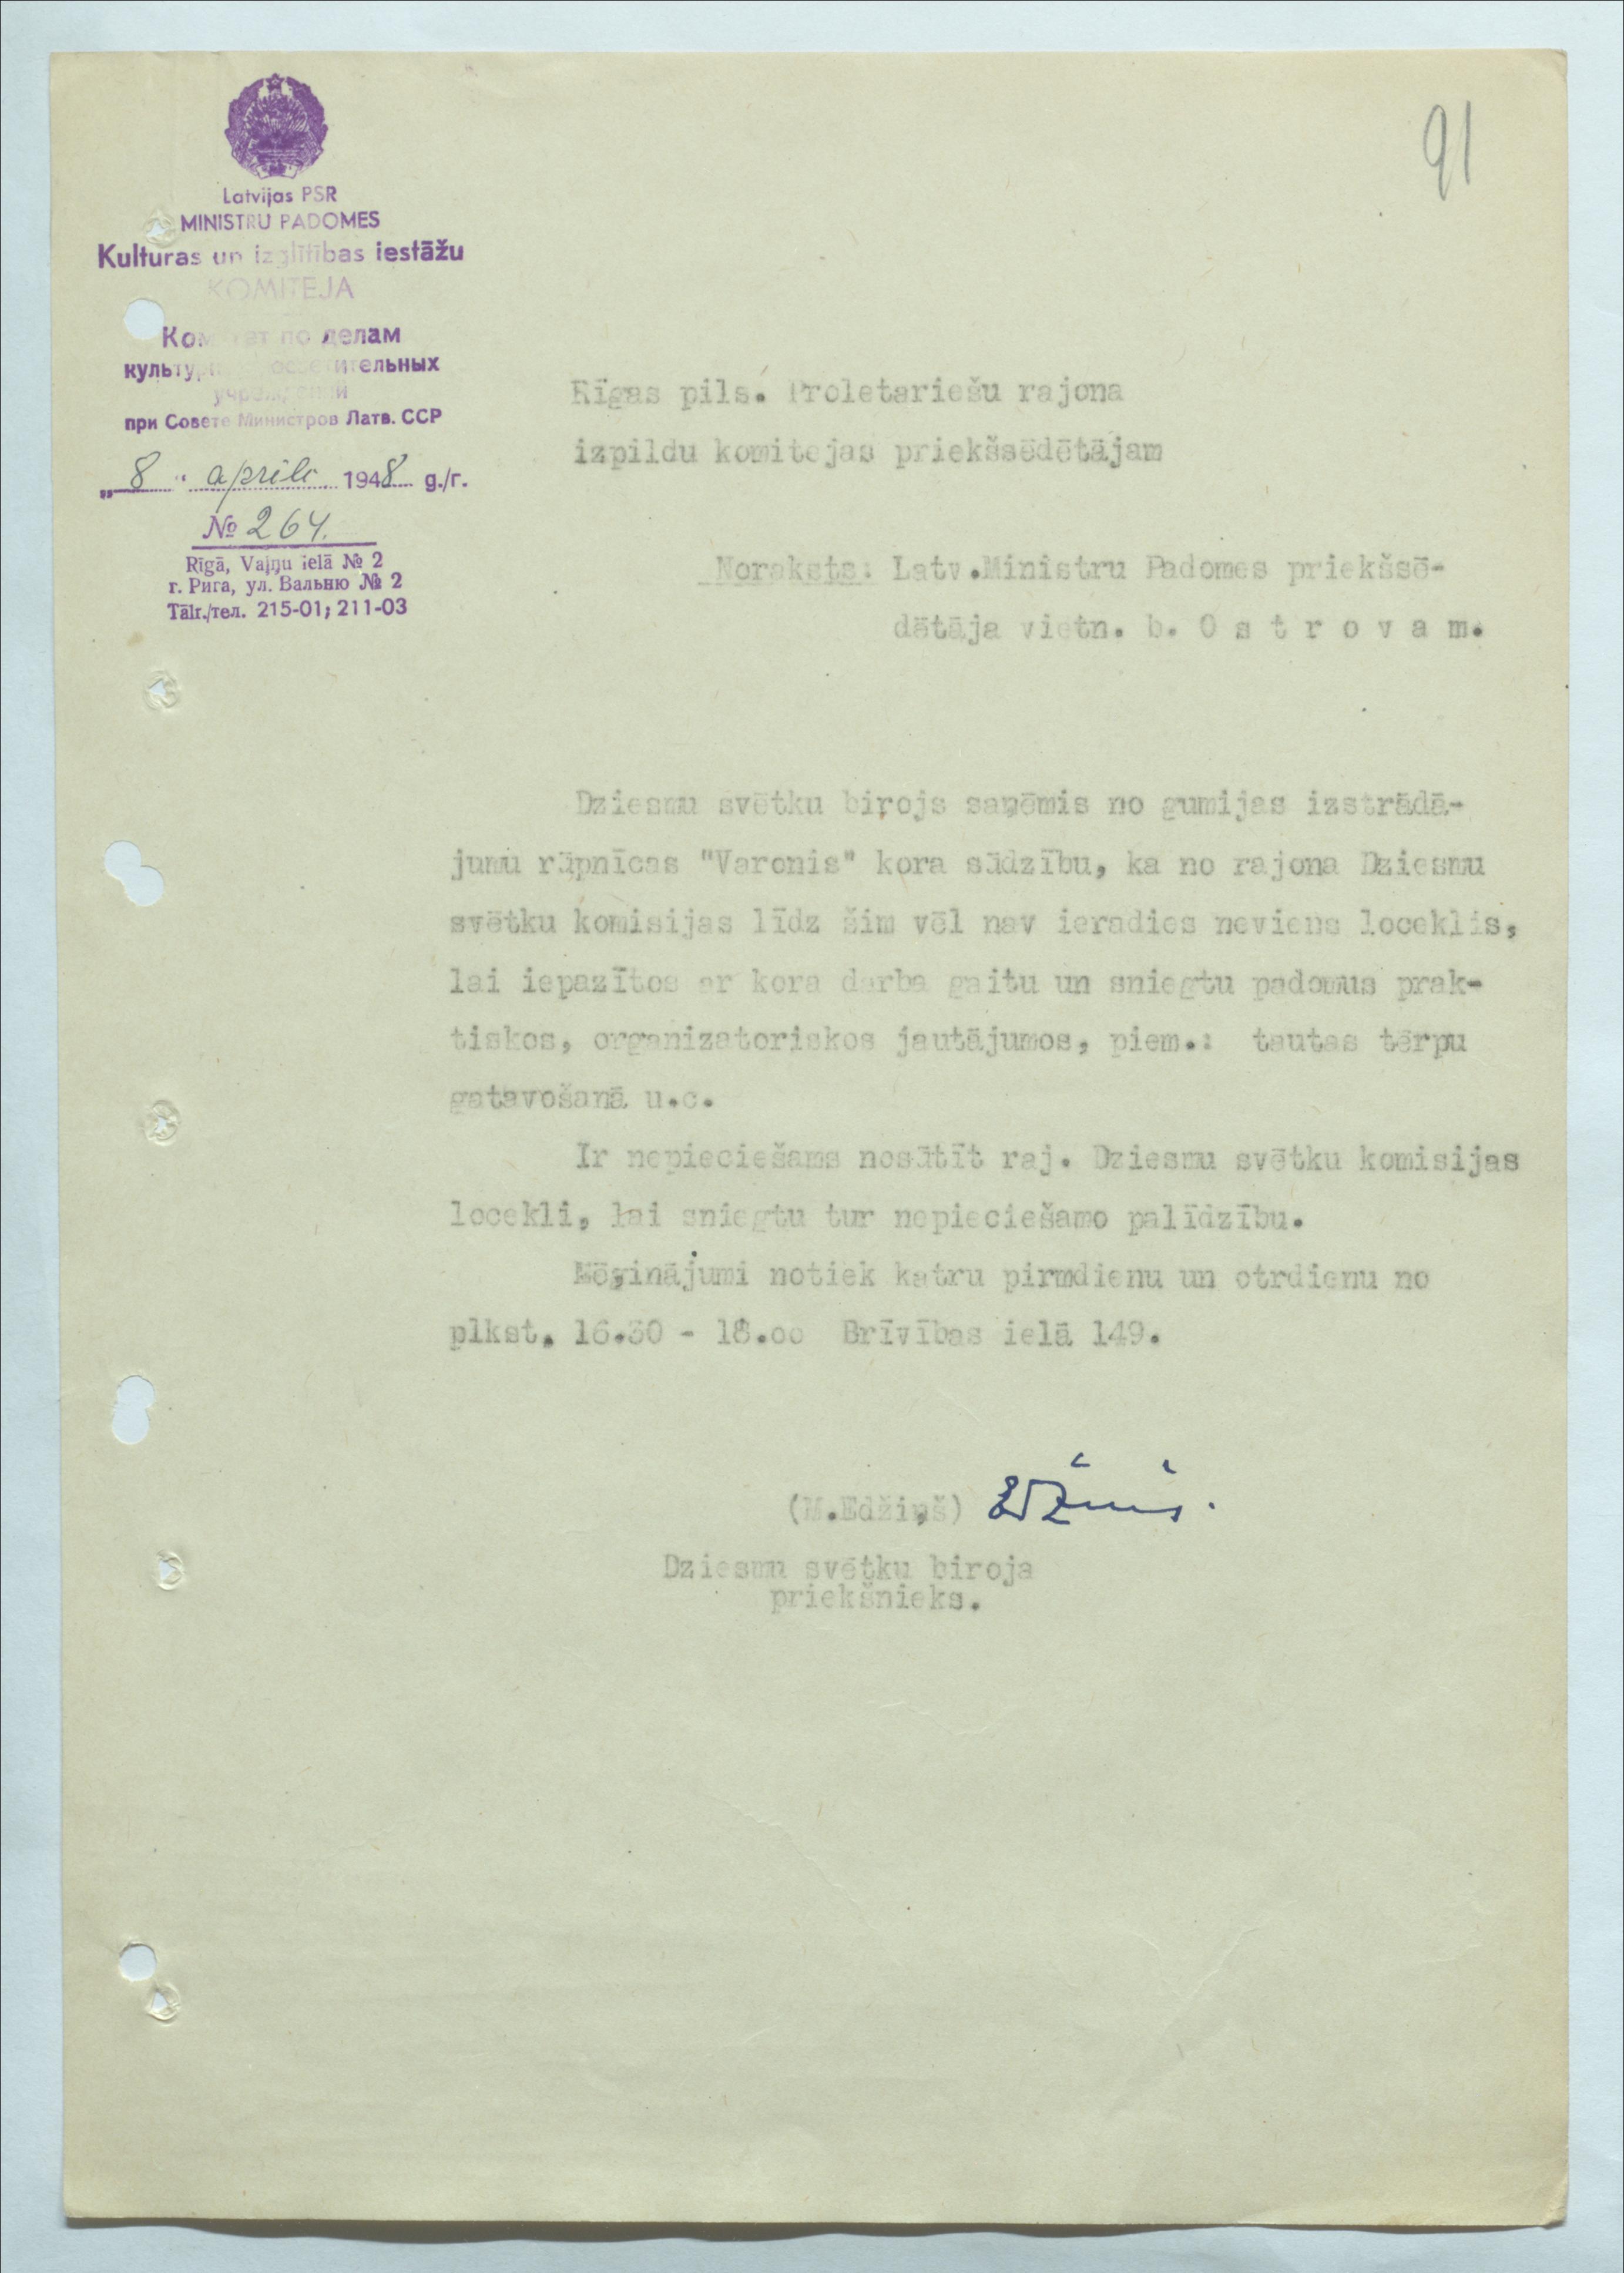 91
Latvijas PSR
MINISTRU PADOMES
Kulturas un izglītības iestāžu
KOMITEJA
Комитет по делам
культурно-просветительных
учреждений
при Совете Министров Латв. ССР
„8" aprīlī 1948 g./г.
№ 264.
Rīgā, Vaļņu ielā № 2
г. Рига, ул. Вальню № 2
Tālr./тел. 215-01; 211-03
Rīgas pils. Proletariešu rajona
izpildu komitejas priekšsēdētājam
Noraksts: Latv.Ministru Padomes priekšsē-
dētāja vietn. b. O s t r o v a m.
Dziesmu svētku birojs saņēmis no gumijas izstrādā-
jumu rūpnīcas "Varonis" kora sūdzību, ka no rajona Dziesmu
svētku komisijas līdz šim vēl nav ieradies neviens loceklis,
lai iepazītos ar kora darba gaitu un sniegtu padomus prak-
tiskos, organizatoriskos jautājumos, piem.: tautas tērpu
gatavošanā u.c.
Ir nepieciešams nosūtīt raj. Dziesmu svētku komisijas
locekli, lai sniegtu tur nepieciešamo palīdzību.
Mēģinājumi notiek katru pirmdienu un otrdienu no
plkst. 16.30 - 18.oo Brīvības ielā 149.
(M.Edžiņš)
Dziesmu svētku biroja
priekšnieks.